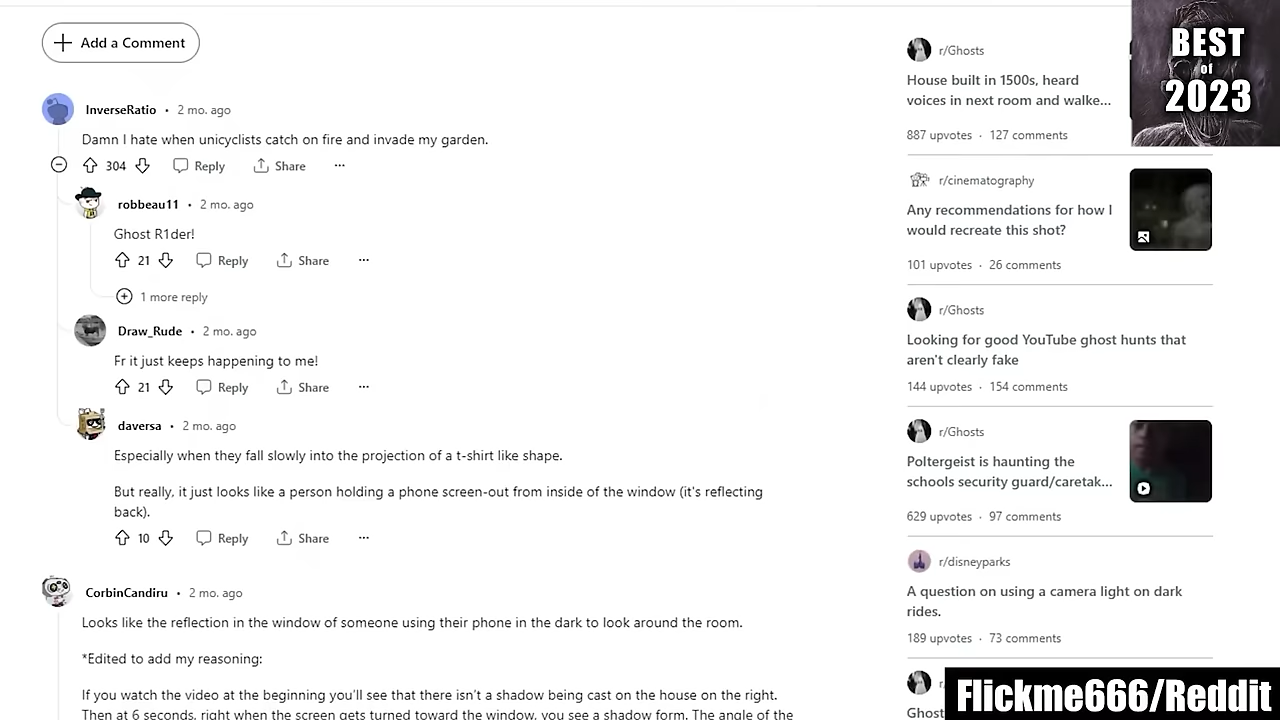 Add a Comment
InverseRatio • 2 mo. ago
Damn I hate when unicyclists catch on fire and invade my garden.
304 Reply Share ...
robbeau11 • 2 mo. ago
Ghost R1der!
21 Reply Share ...
1 more reply
Draw_Rude • 2 mo. ago
Fr it just keeps happening to me!
21 Reply Share ...
daversa • 2 mo. ago
Especially when they fall slowly into the projection of a t-shirt like shape.
But really, it just looks like a person holding a phone screen-out from inside of the window (it's reflecting
back).
10 Reply Share ...
CorbinCandiru • 2 mo. ago
Looks like the reflection in the window of someone using their phone in the dark to look around the room.
*Edited to add my reasoning:
If you watch the video at the beginning you'll see that there isn't a shadow being cast on the house on the right.
Then at 6 seconds, right when the screen gets turned toward the window, you see a shadow form. The angle of the
r/Ghosts
House built in 1500s, heard
voices in next room and walke...
887 upvotes · 127 comments
r/cinematography
Any recommendations for how I
would recreate this shot?
101 upvotes · 26 comments
r/Ghosts
Looking for good YouTube ghost hunts that
aren't clearly fake
144 upvotes · 154 comments
r/Ghosts
Poltergeist is haunting the
schools security guard/caretak...
629 upvotes · 97 comments
r/disneyparks
A question on using a camera light on dark
rides.
189 upvotes · 73 comments
Ghost
BEST
of
2023
Flickme666/Reddit